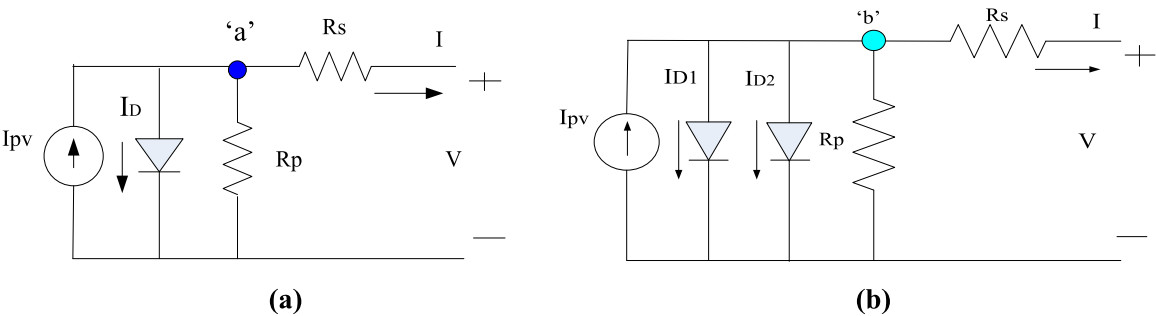 ‘a’
Rs
I
+
ID
Ipv
Rp
V
—
(a)
‘b’
Rs
I
+
ID1
ID2
Ipv
Rp
V
—
(b)